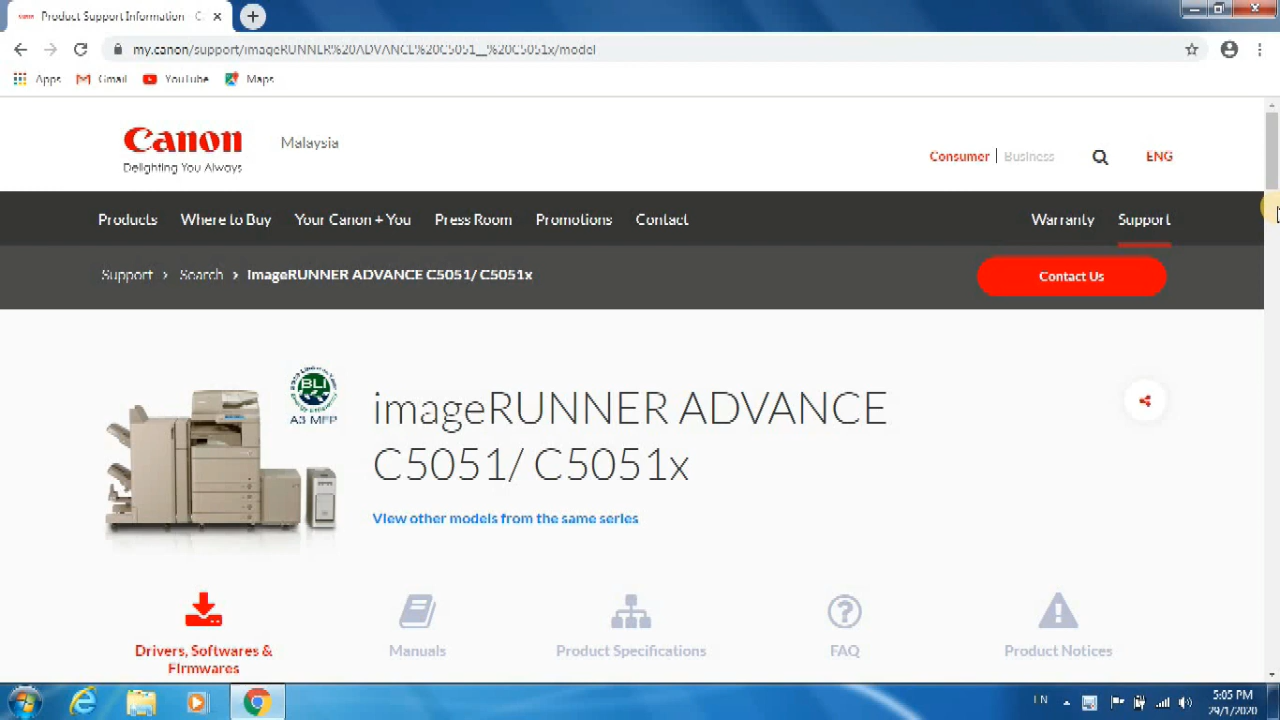 Product Support Information
my.canon/support/imageRUNNER%20ADVANCE%20C5051__%20C5051x/model
Apps Gmail YouTube Maps
Canon
Delighting You Always
Malaysia
Consumer | Business ENG
Products Where to Buy Your Canon + You Press Room Promotions Contact Warranty Support
Support > Search > imageRUNNER ADVANCE C5051/ C5051x
Contact Us
BLI
A3 MFP
imageRUNNER ADVANCE
C5051/ C5051x
View other models from the same series
Drivers, Softwares &
Firmwares
Manuals
Product Specifications
FAQ
Product Notices
EN
5:05 PM
29/1/2020